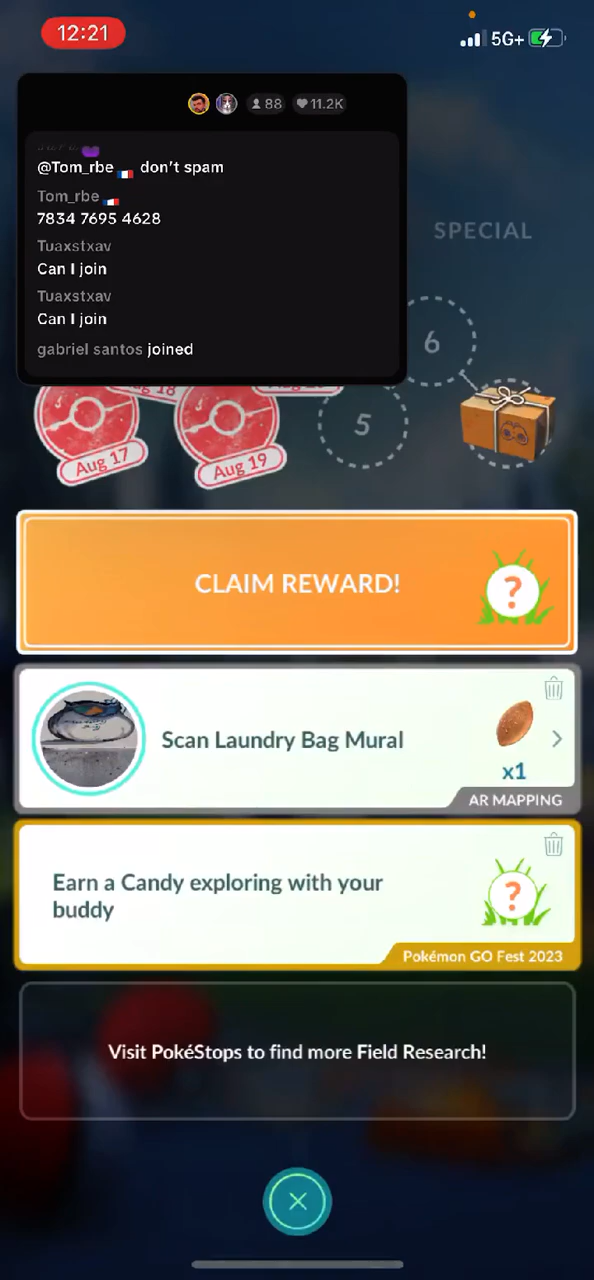 12:21
5G+
88
11.2K
@Tom_rbe 🇫🇷 don't spam
Tom_rbe 🇫🇷
7834 7695 4628
Tuaxstxav
Can I join
Tuaxstxav
Can I join
gabriel santos joined
SPECIAL
6
5
Aug 18
Aug 17
Aug 19
CLAIM REWARD!
?
Scan Laundry Bag Mural
x1
AR MAPPING
Earn a Candy exploring with your
buddy
?
Pokémon GO Fest 2023
Visit PokéStops to find more Field Research!